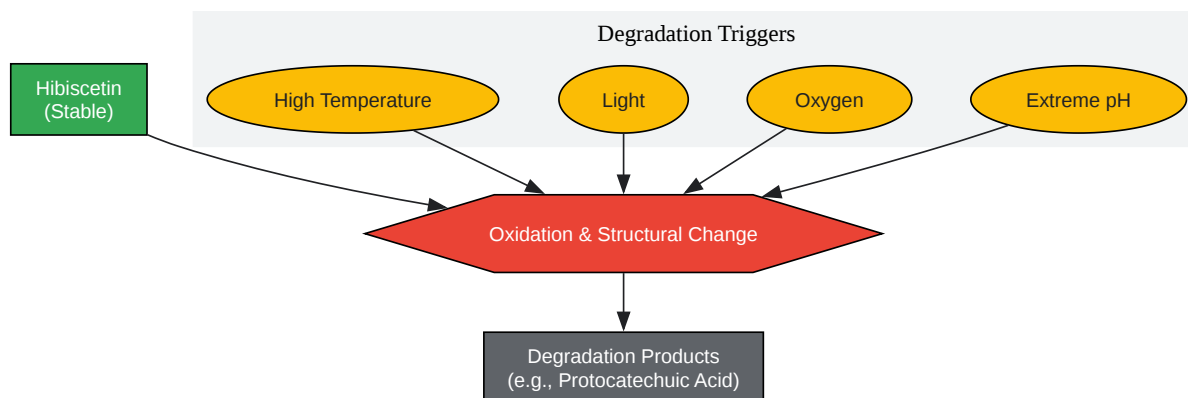 Degradation Triggers
Hibiscetin
(Stable)
High Temperature
Light
Oxygen
Extreme pH
Oxidation & Structural Change
Degradation Products
(e.g., Protocatechuic Acid)